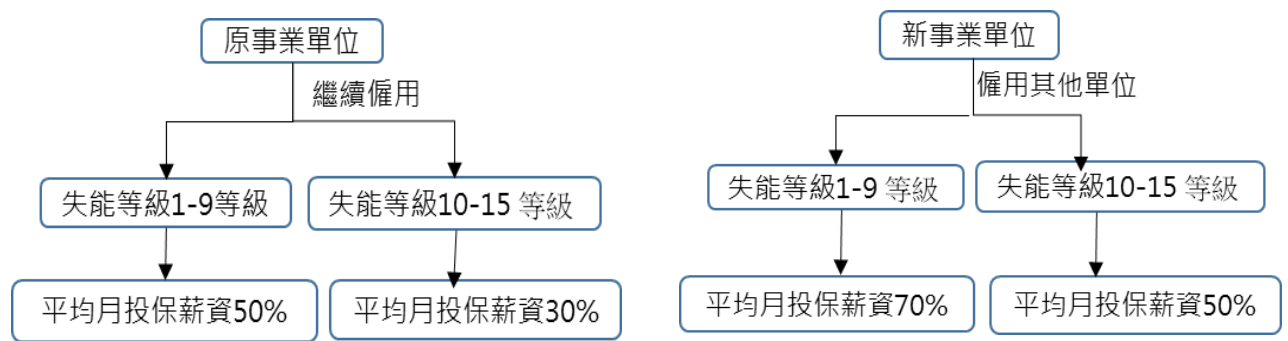 原事業單位
繼續僱用
失能等級1-9等級
失能等級10-15 等級
平均月投保薪資50%
平均月投保薪資30%
新事業單位
僱用其他單位
失能等級1-9 等級
失能等級10-15 等級
平均月投保薪資70%
平均月投保薪資50%